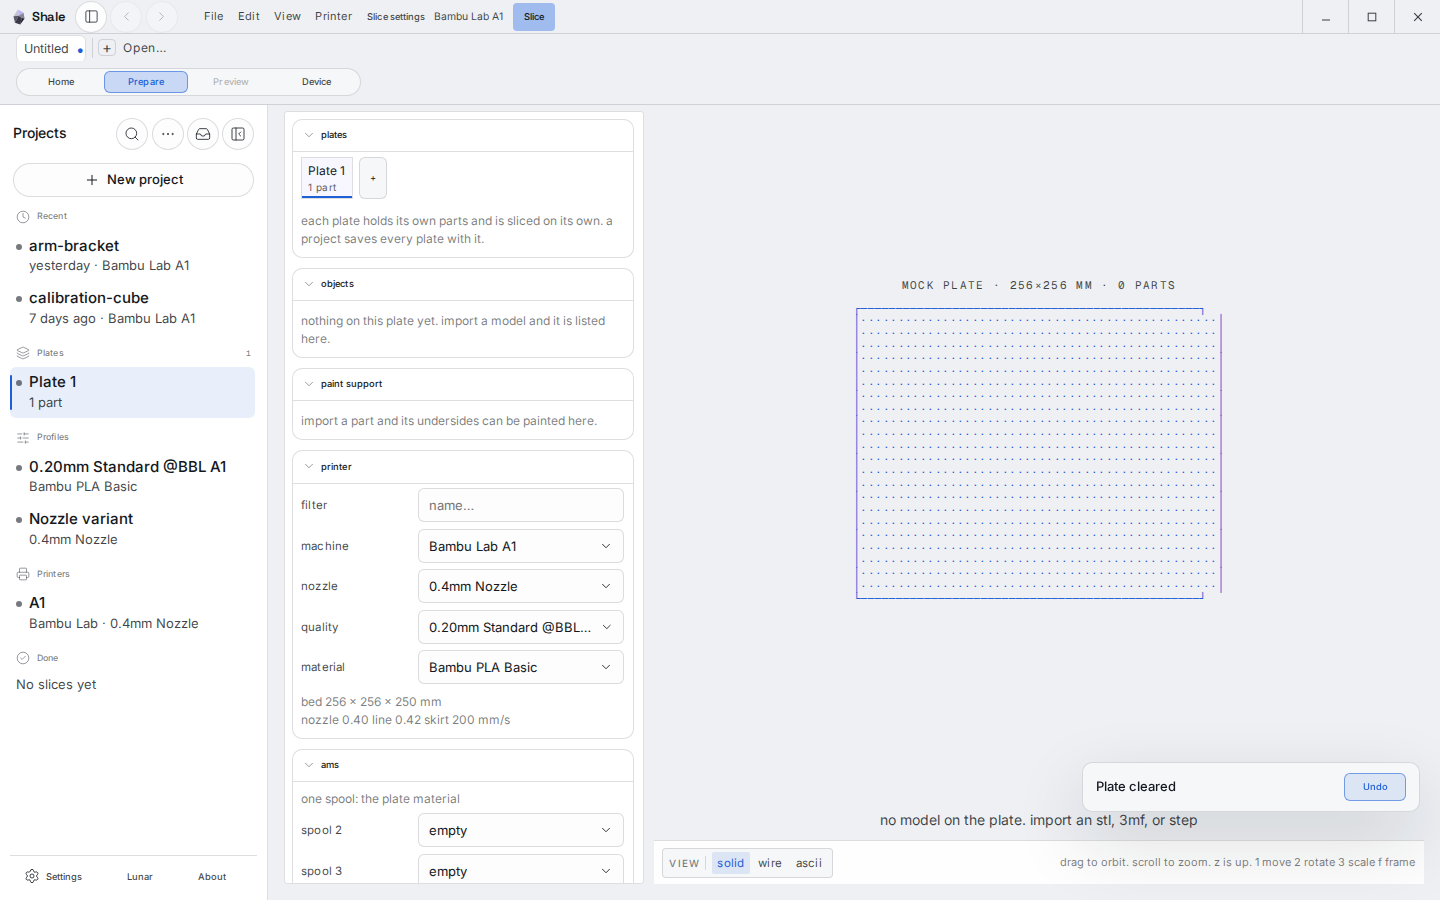 Shale
File Edit View Printer Slice settings Bambu Lab A1 Slice
Untitled
+ Open...
Home Prepare Preview Device
Projects
+ New project
Recent
arm-bracket
yesterday · Bambu Lab A1
calibration-cube
7 days ago · Bambu Lab A1
Plates 1
Plate 1
1 part
Profiles
0.20mm Standard @BBL A1
Bambu PLA Basic
Nozzle variant
0.4mm Nozzle
Printers
A1
Bambu Lab · 0.4mm Nozzle
Done
No slices yet
Settings Lunar About
plates
Plate 1
1 part
+
each plate holds its own parts and is sliced on its own. a
project saves every plate with it.
objects
nothing on this plate yet. import a model and it is listed
here.
paint support
import a part and its undersides can be painted here.
printer
filter name...
machine Bambu Lab A1
nozzle 0.4mm Nozzle
quality 0.20mm Standard @BBL...
material Bambu PLA Basic
bed 256 × 256 × 250 mm
nozzle 0.40 line 0.42 skirt 200 mm/s
ams
one spool: the plate material
spool 2 empty
spool 3 empty
MOCK PLATE · 256×256 MM · 0 PARTS
Plate cleared Undo
no model on the plate. import an stl, 3mf, or step
VIEW solid wire ascii
drag to orbit. scroll to zoom. z is up. 1 move 2 rotate 3 scale f frame